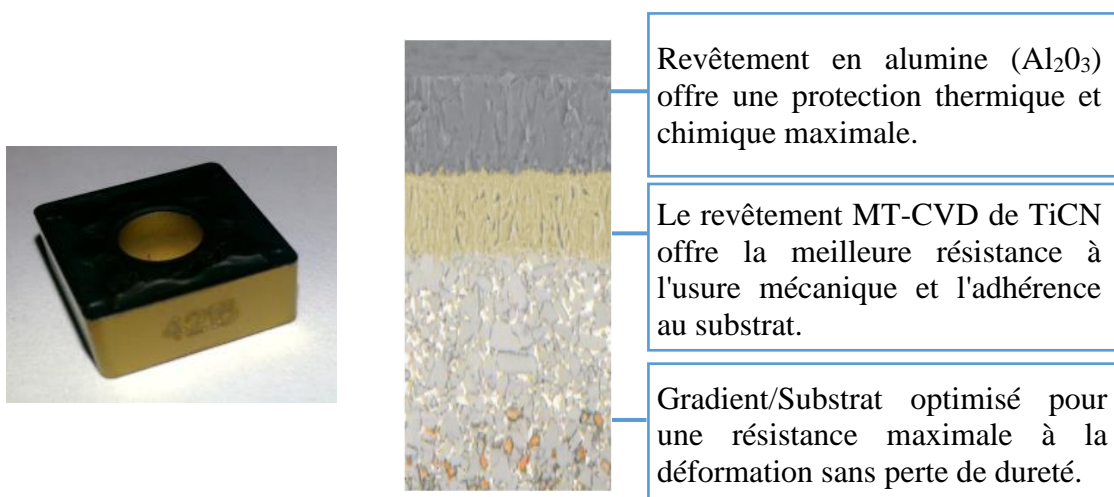 Revêtement en alumine (Al₂0₃)
offre une protection thermique et
chimique maximale.
Le revêtement MT-CVD de TiCN
offre la meilleure résistance à
l'usure mécanique et l'adhérence
au substrat.
Gradient/Substrat optimisé pour
une résistance maximale à la
déformation sans perte de dureté.
4215